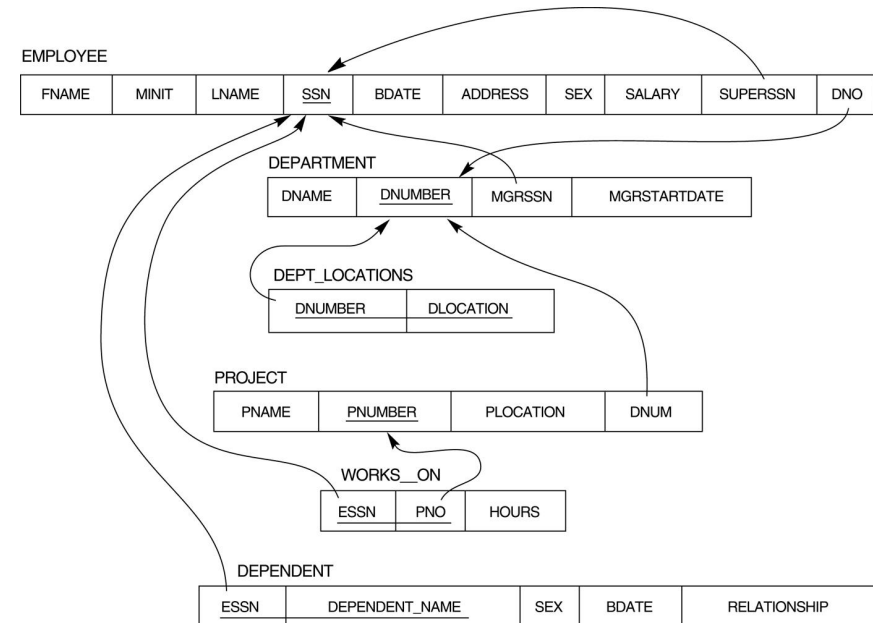 EMPLOYEE
FNAME MINIT LNAME SSN BDATE ADDRESS SEX SALARY SUPERSSN DNO
DEPARTMENT
DNAME DNUMBER MGRSSN MGRSTARTDATE
DEPT_LOCATIONS
DNUMBER DLOCATION
PROJECT
PNAME PNUMBER PLOCATION DNUM
WORKS__ON
ESSN PNO HOURS
DEPENDENT
ESSN DEPENDENT_NAME SEX BDATE RELATIONSHIP